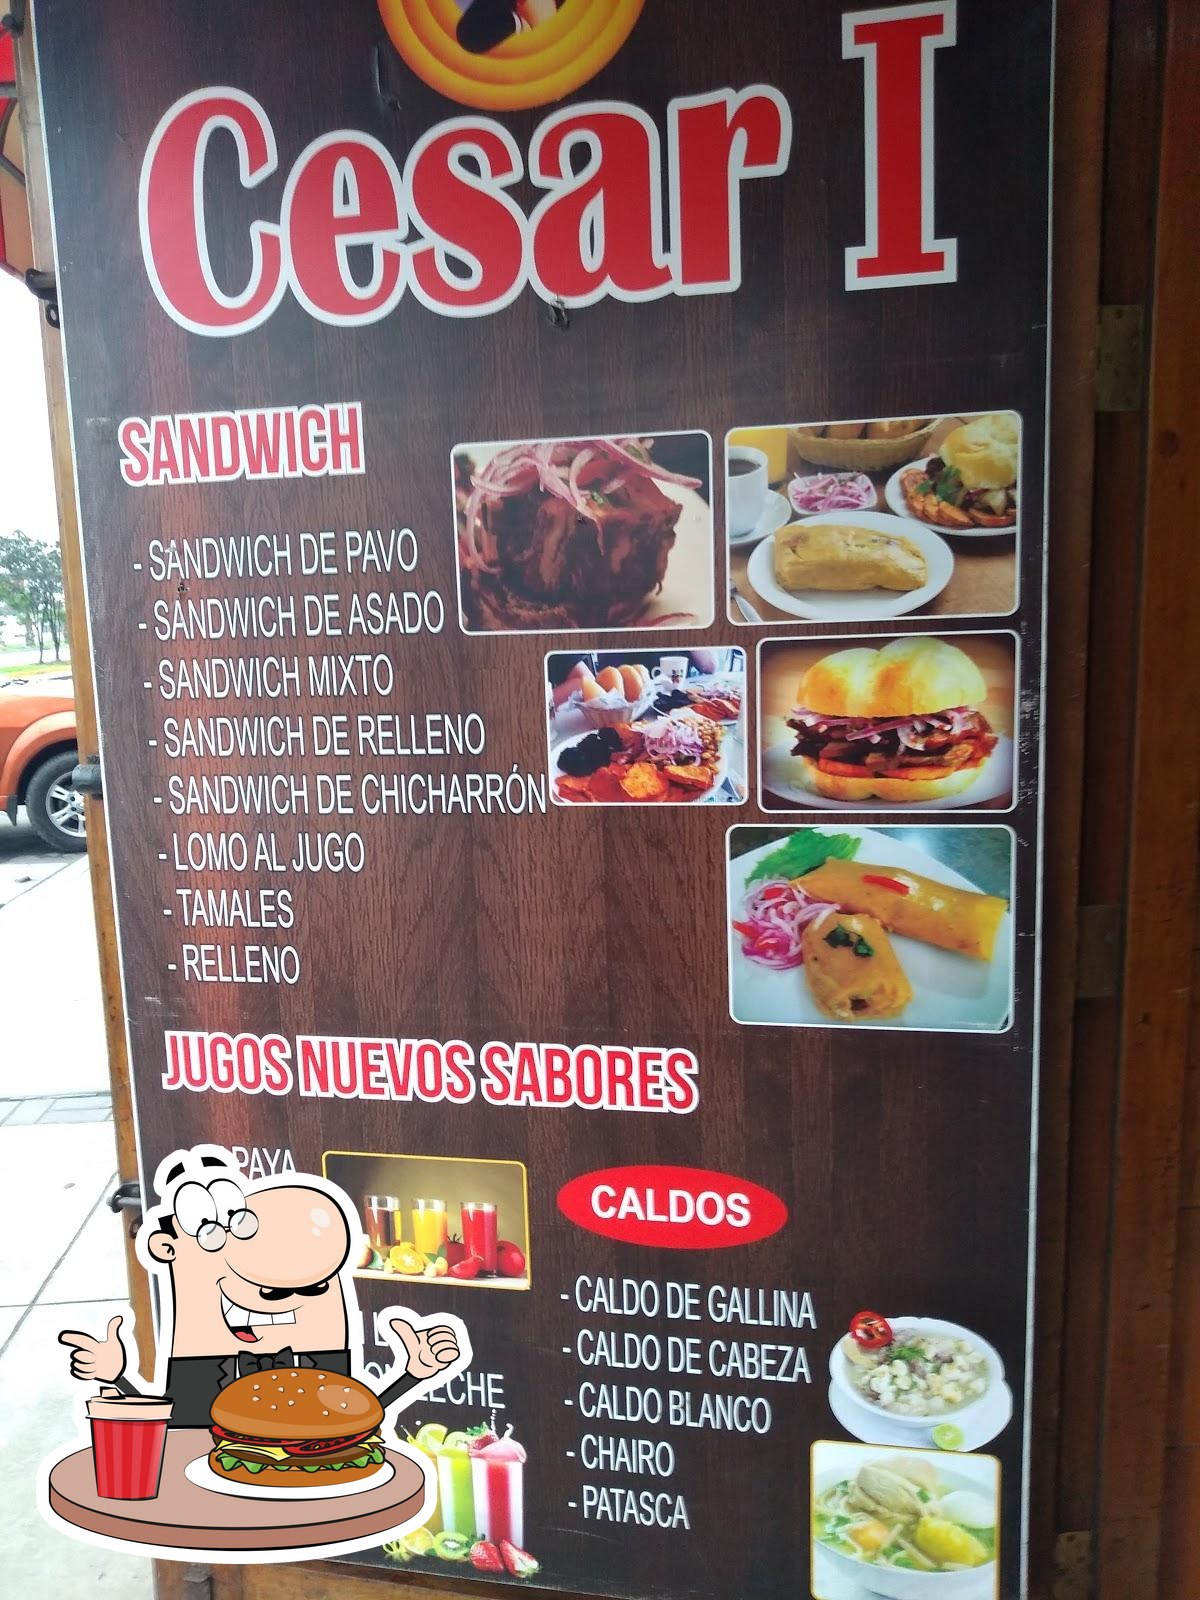 Cesar I
SANDWICH
- SANDWICH DE PAVO
- SANDWICH DE ASADO
- SANDWICH MIXTO
- SANDWICH DE RELLENO
- SANDWICH DE CHICHARRÓN
- LOMO AL JUGO
- TAMALES
- RELLENO
JUGOS NUEVOS SABORES
CALDOS
- CALDO DE GALLINA
- CALDO DE CABEZA
- CALDO BLANCO
- CHAIRO
- PATASCA